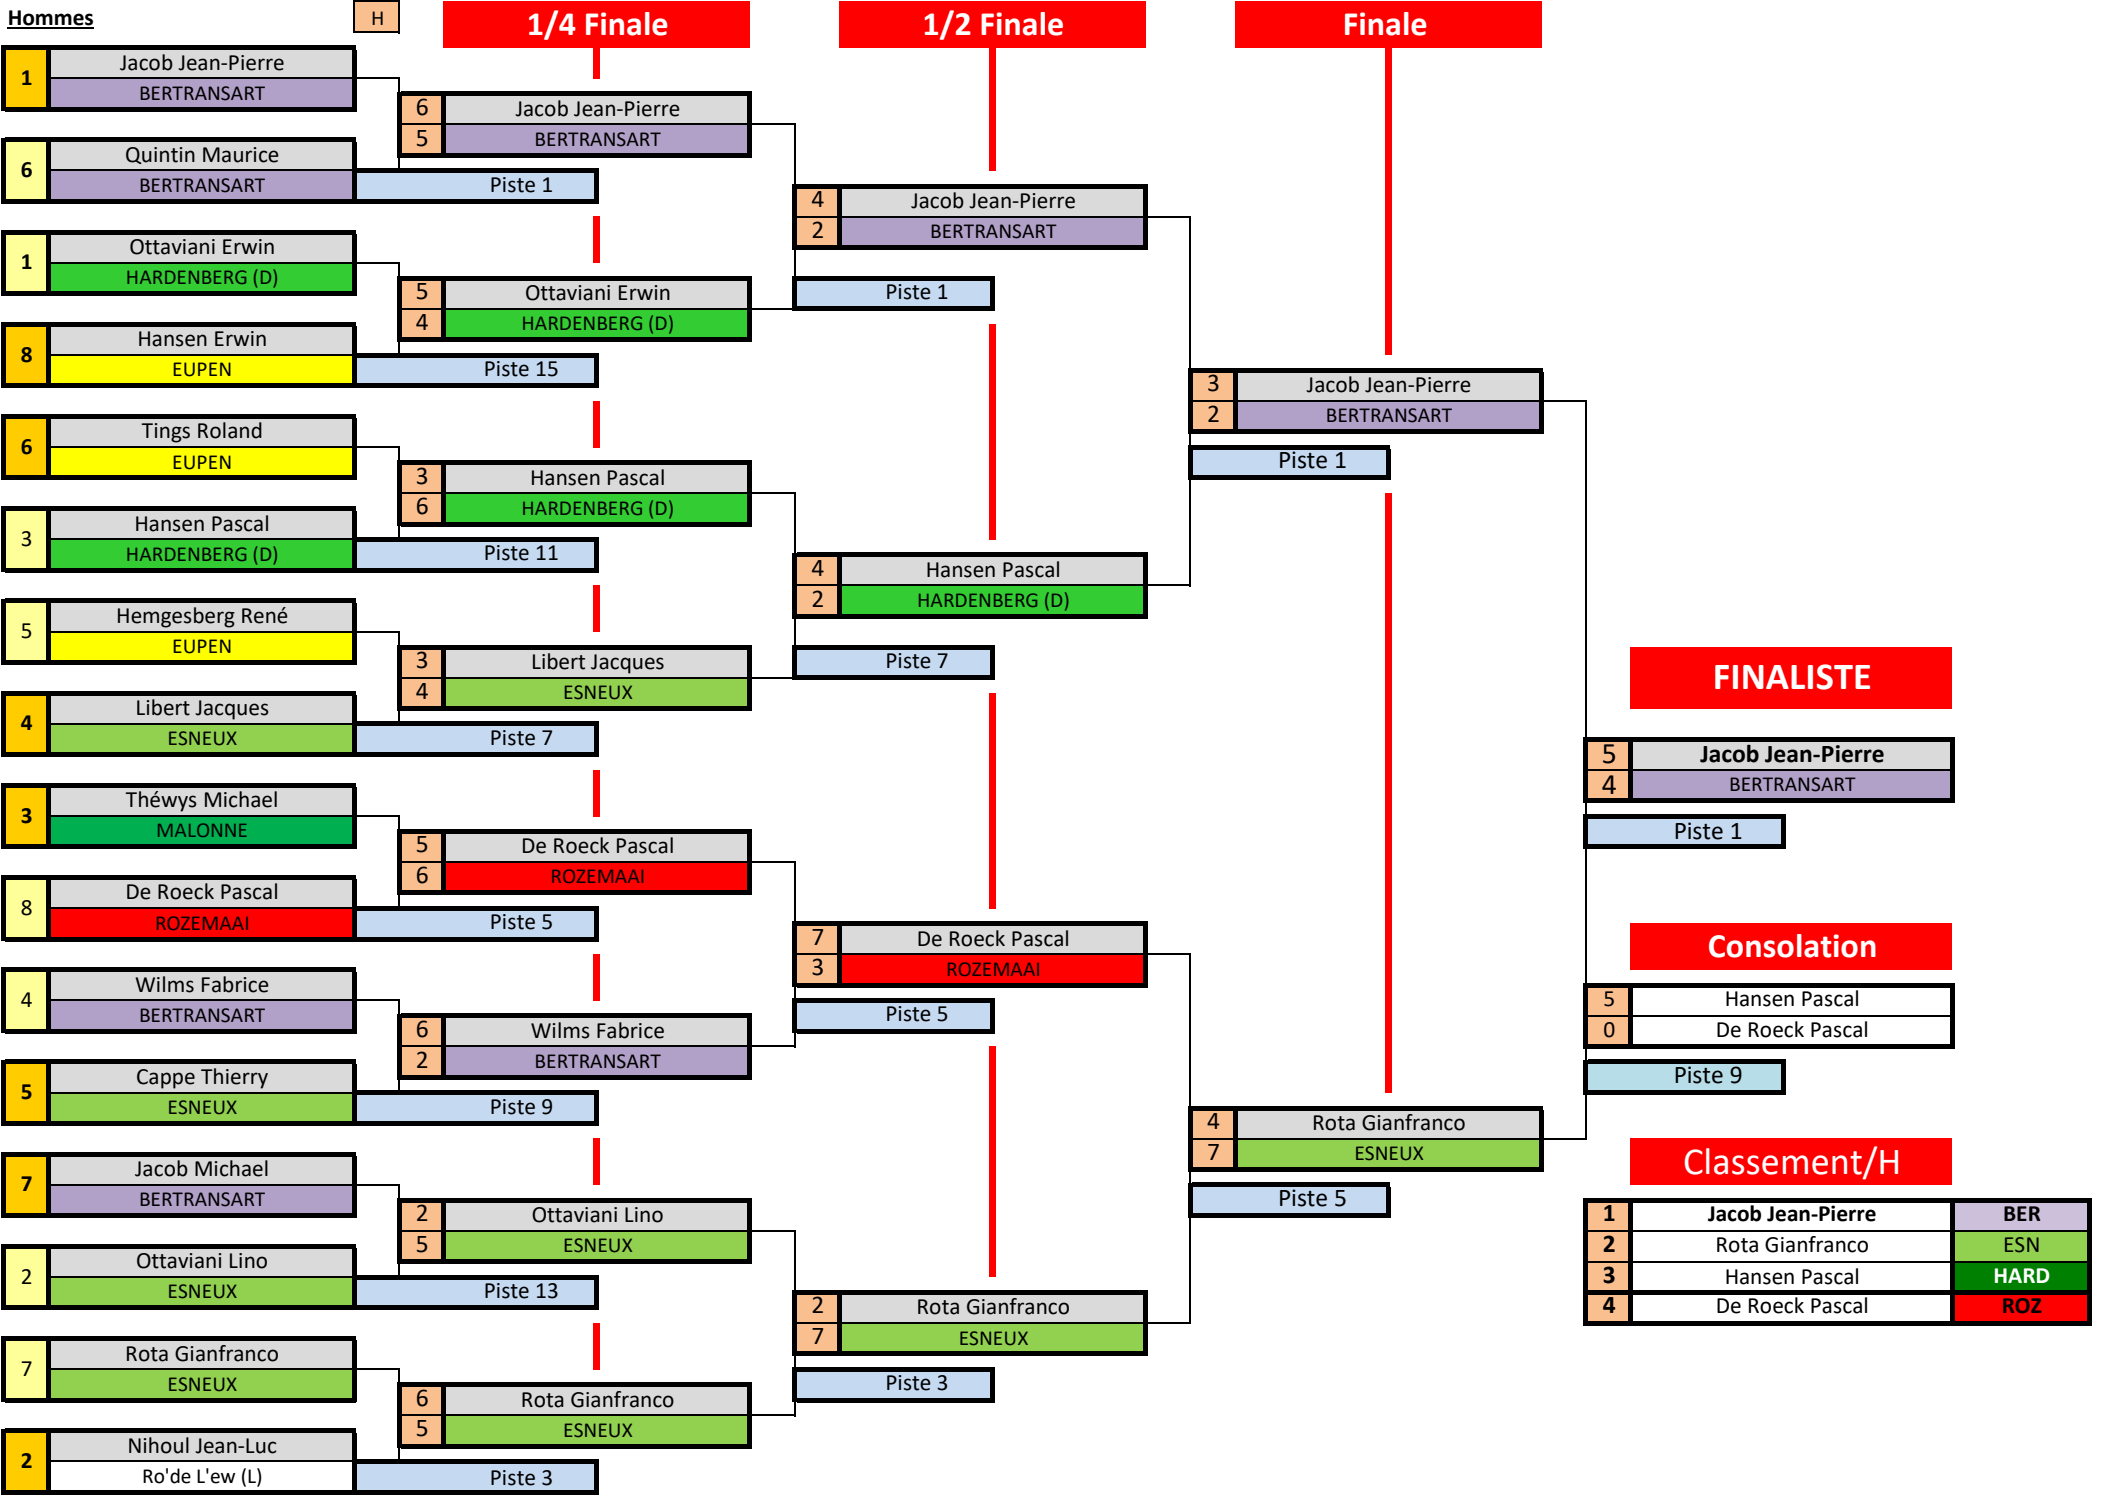 Hommes
H
1/4 Finale
1/2 Finale
Finale
1
Jacob Jean-Pierre
BERTRANSART
6
Quintin Maurice
BERTRANSART
Piste 1
1
Ottaviani Erwin
HARDENBERG (D)
8
Hansen Erwin
EUPEN
Piste 15
6
Tings Roland
EUPEN
3
Hansen Pascal
HARDENBERG (D)
Piste 11
5
Hemgesberg René
EUPEN
4
Libert Jacques
ESNEUX
Piste 7
3
Théwys Michael
MALONNE
8
De Roeck Pascal
ROZEMAAI
Piste 5
4
Wilms Fabrice
BERTRANSART
5
Cappe Thierry
ESNEUX
Piste 9
7
Jacob Michael
BERTRANSART
2
Ottaviani Lino
ESNEUX
Piste 13
7
Rota Gianfranco
ESNEUX
2
Nihoul Jean-Luc
Ro'de L'ew (L)
Piste 3
6 Jacob Jean-Pierre
5 BERTRANSART
5 Ottaviani Erwin
4 HARDENBERG (D)
3 Hansen Pascal
6 HARDENBERG (D)
3 Libert Jacques
4 ESNEUX
5 De Roeck Pascal
6 ROZEMAAI
6 Wilms Fabrice
2 BERTRANSART
2 Ottaviani Lino
5 ESNEUX
6 Rota Gianfranco
5 ESNEUX
4 Jacob Jean-Pierre
2 BERTRANSART
Piste 1
4 Hansen Pascal
2 HARDENBERG (D)
Piste 7
7 De Roeck Pascal
3 ROZEMAAI
Piste 5
2 Rota Gianfranco
7 ESNEUX
Piste 3
3 Jacob Jean-Pierre
2 BERTRANSART
Piste 1
4 Rota Gianfranco
7 ESNEUX
Piste 5
FINALISTE
5 Jacob Jean-Pierre
4 BERTRANSART
Piste 1
Consolation
5 Hansen Pascal
0 De Roeck Pascal
Piste 9
Classement/H
1 Jacob Jean-Pierre BER
2 Rota Gianfranco ESN
3 Hansen Pascal HARD
4 De Roeck Pascal ROZ